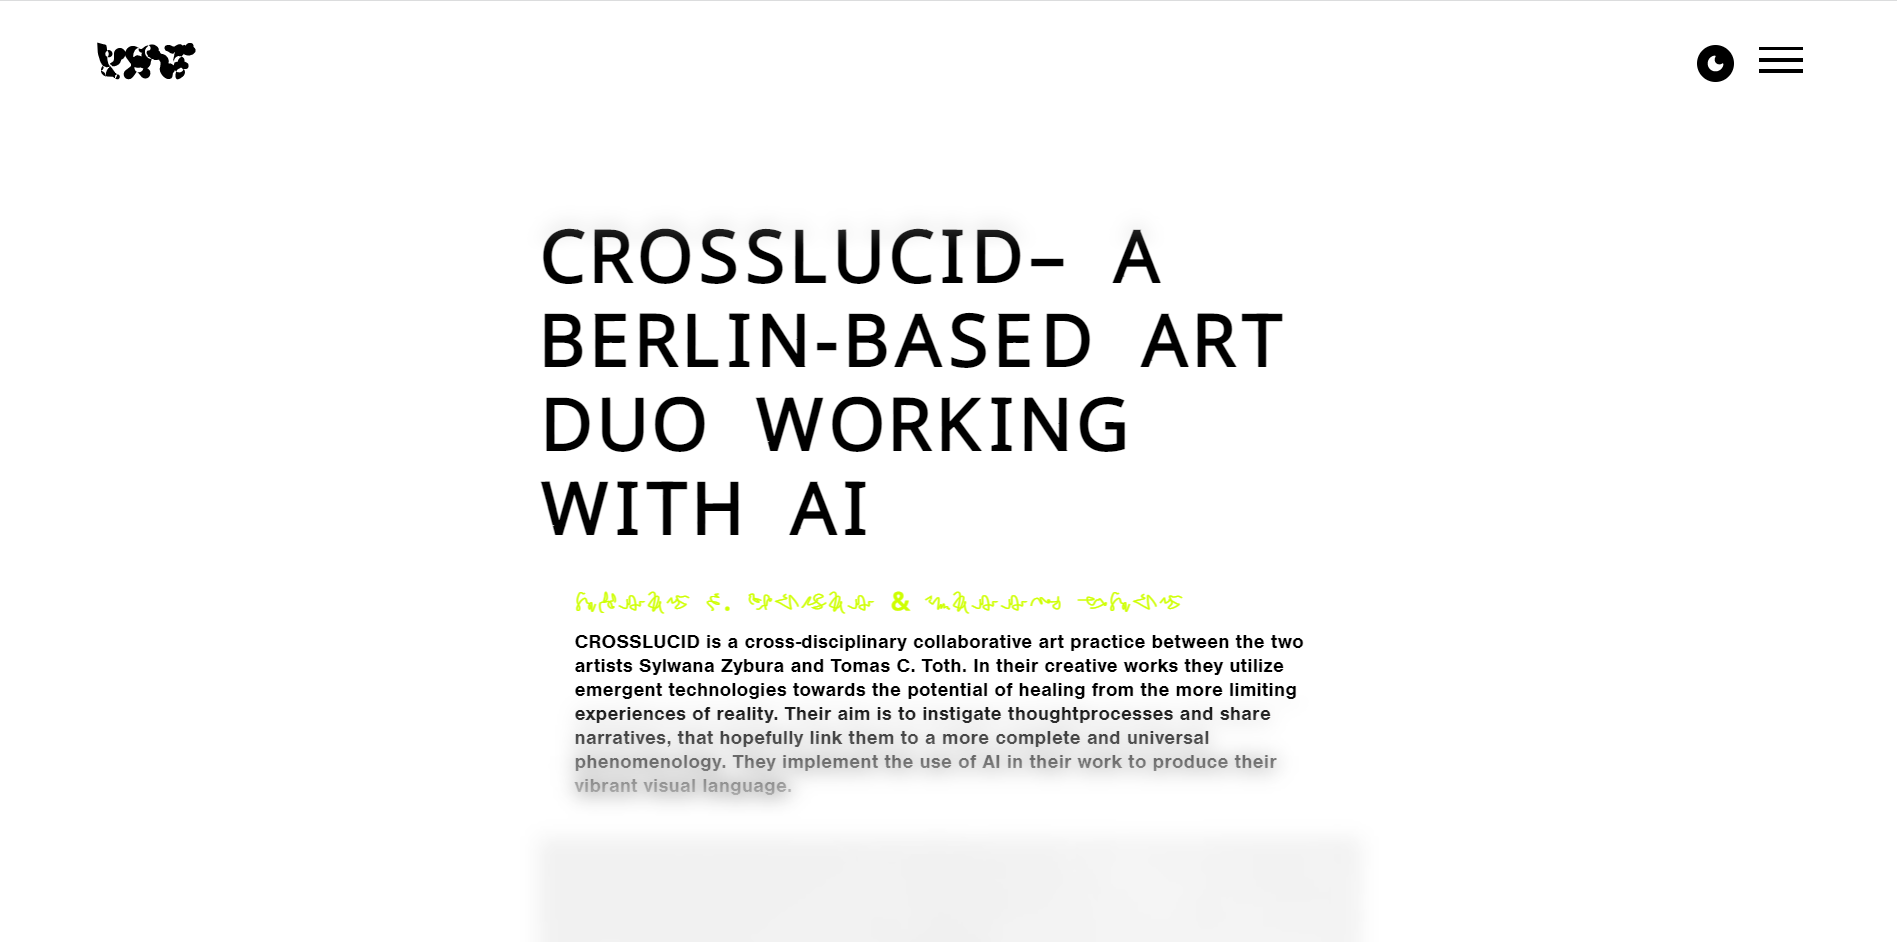 CROSSLUCID– A
BERLIN-BASED ART
DUO WORKING
WITH AI
&
CROSSLUCID is a cross-disciplinary collaborative art practice between the two
artists Sylwana Zybura and Tomas C. Toth. In their creative works they utilize
emergent technologies towards the potential of healing from the more limiting
experiences of reality. Their aim is to instigate thoughtprocesses and share
narratives, that hopefully link them to a more complete and universal
phenomenology. They implement the use of AI in their work to produce their
vibrant visual language.